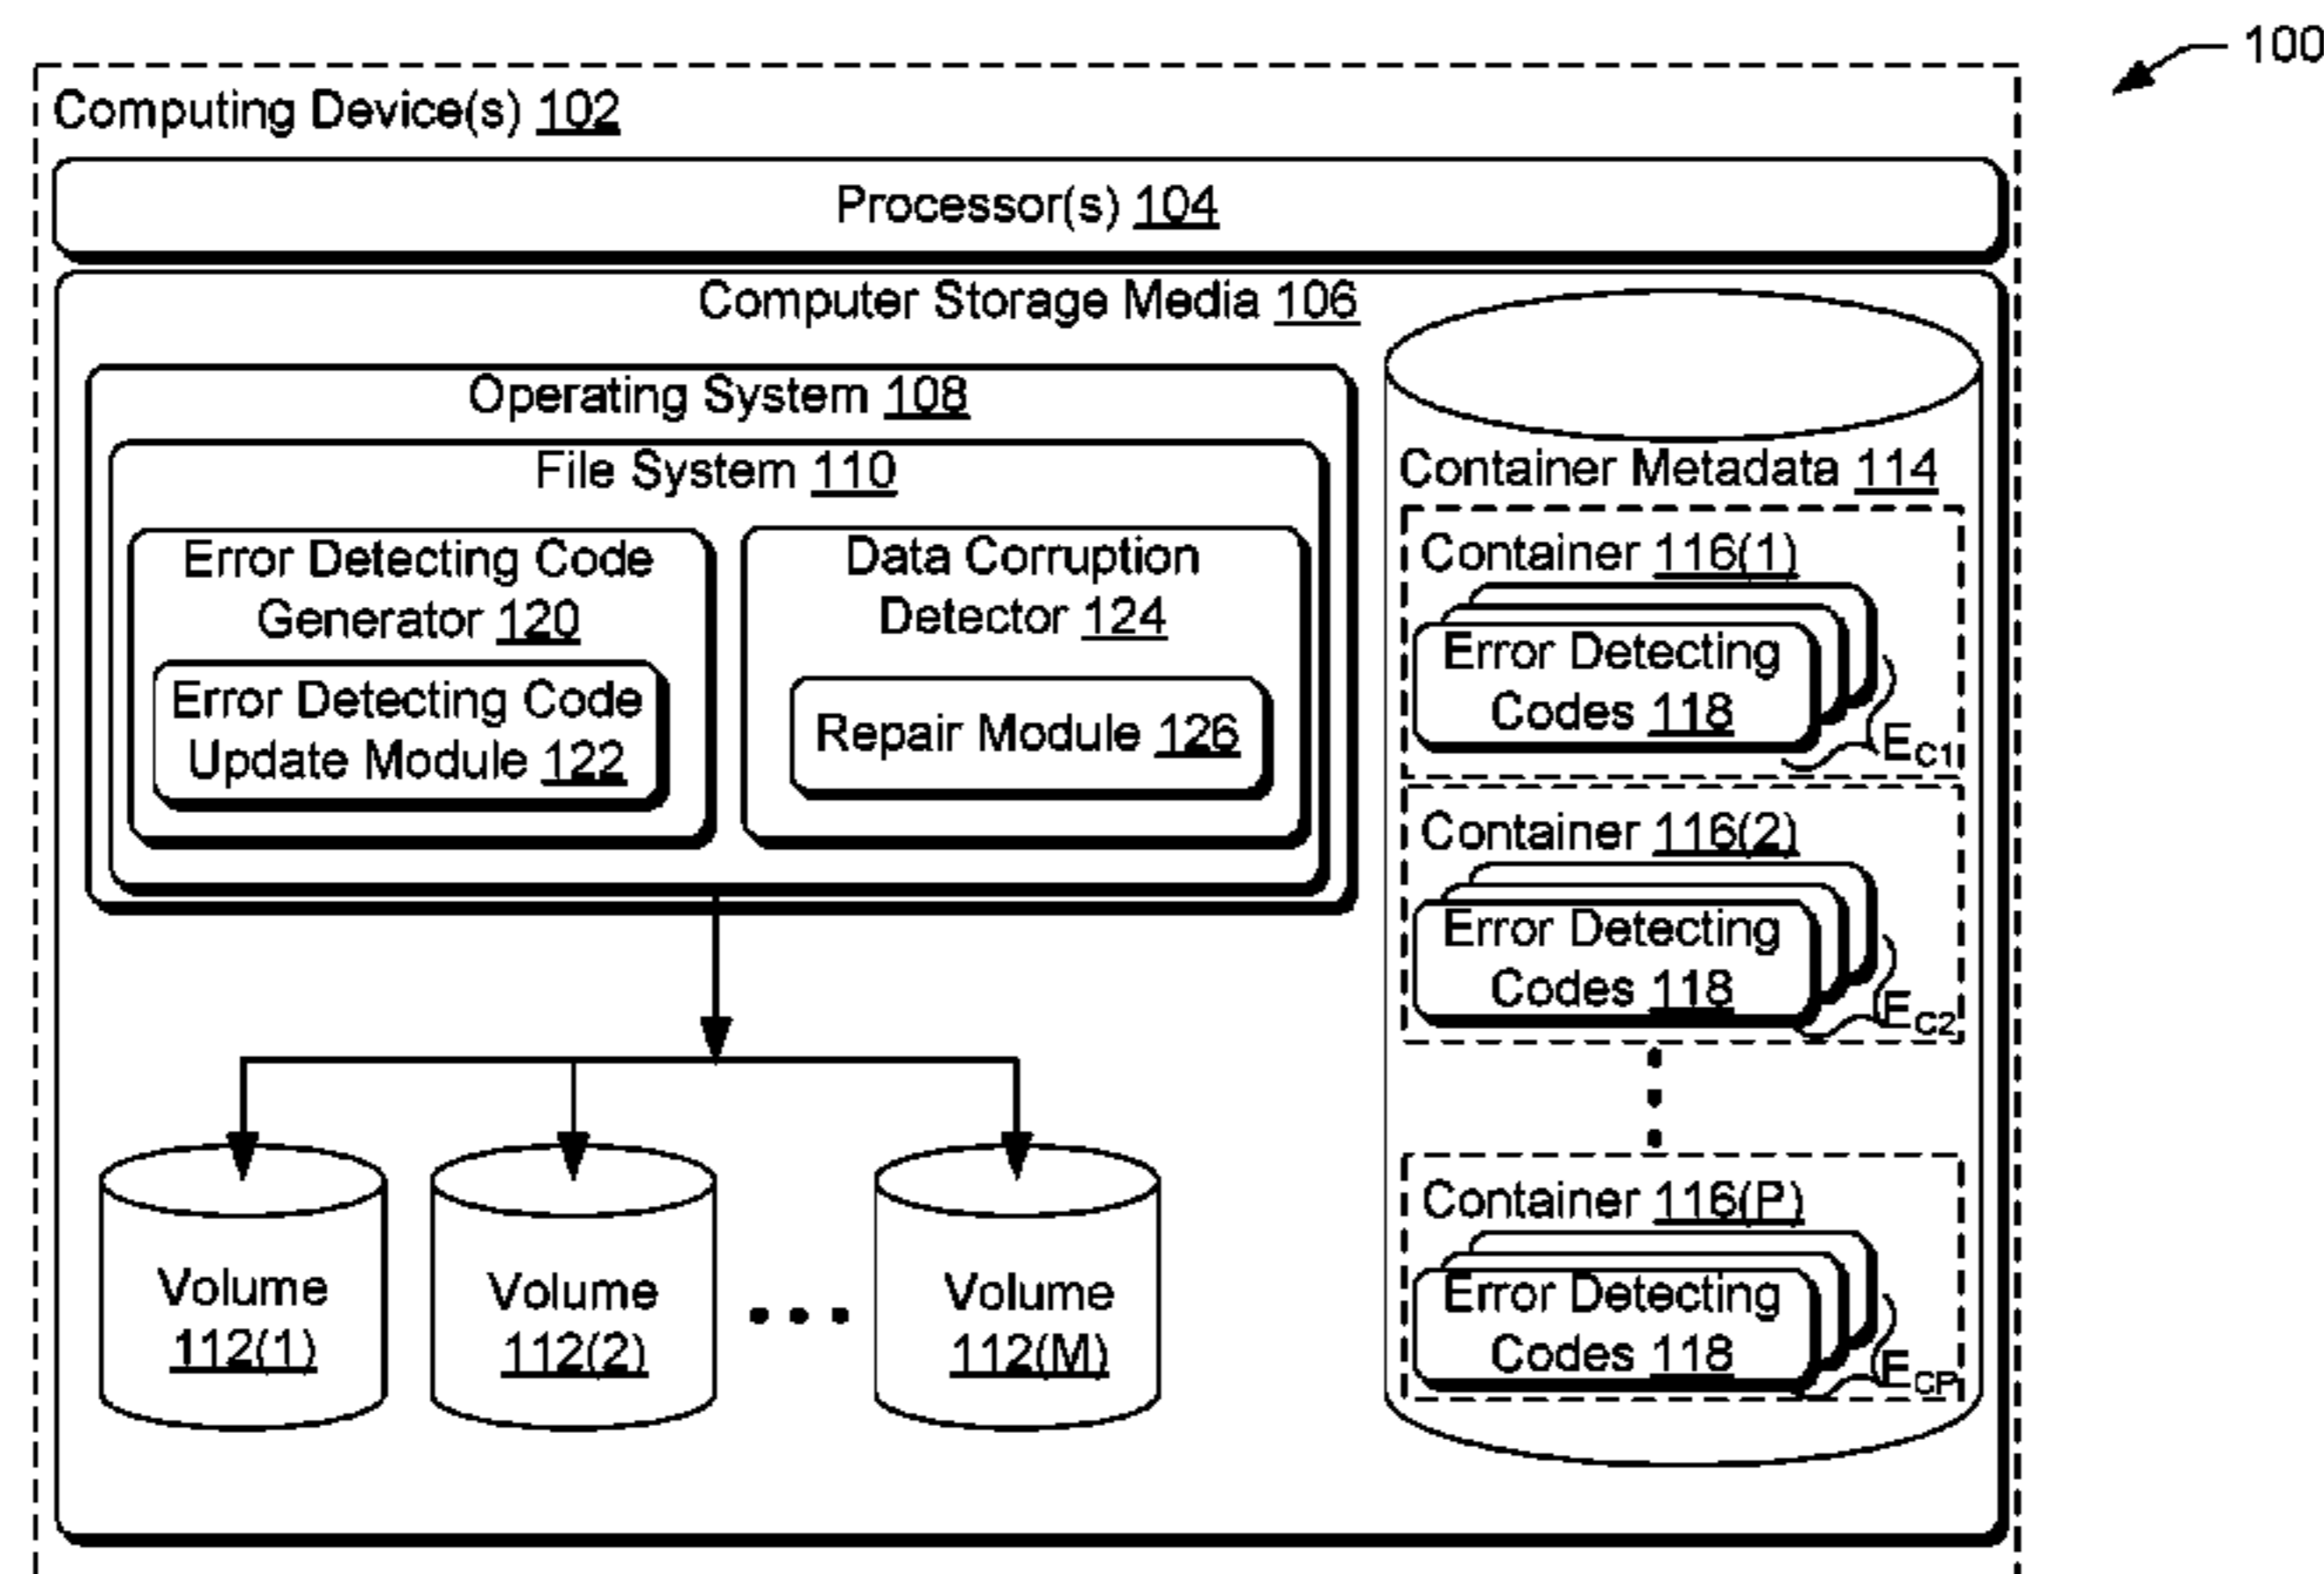 100
Computing Device(s) 102
Processor(s) 104
Computer Storage Media 106
Operating System 108
File System 110
Error Detecting Code
Generator 120
Error Detecting Code
Update Module 122
Data Corruption
Detector 124
Repair Module 126
Volume
112(1)
Volume
112(2)
Volume
112(M)
Container Metadata 114
Container 116(1)
Error Detecting
Codes 118
EC1
Container 116(2)
Error Detecting
Codes 118
EC2
Container 116(P)
Error Detecting
Codes 118
ECP